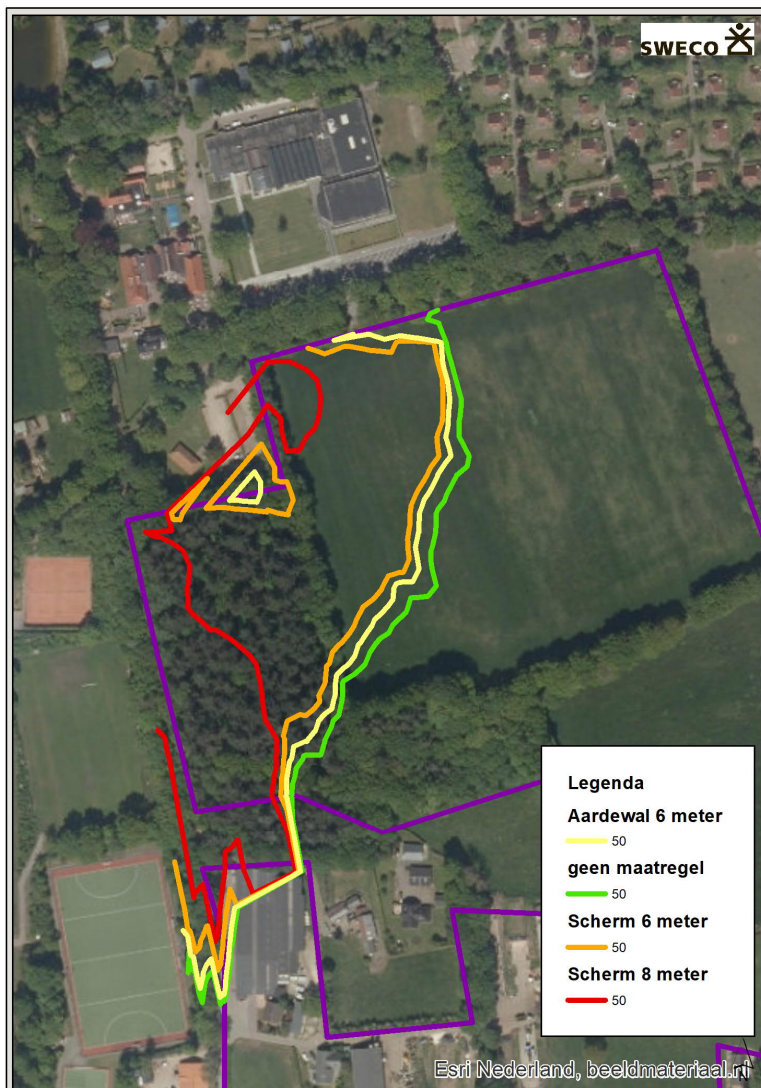 SWECO
Legenda
Aardewal 6 meter
50
geen maatregel
50
Scherm 6 meter
50
Scherm 8 meter
50
Esri Nederland, beeldmateriaal.nl